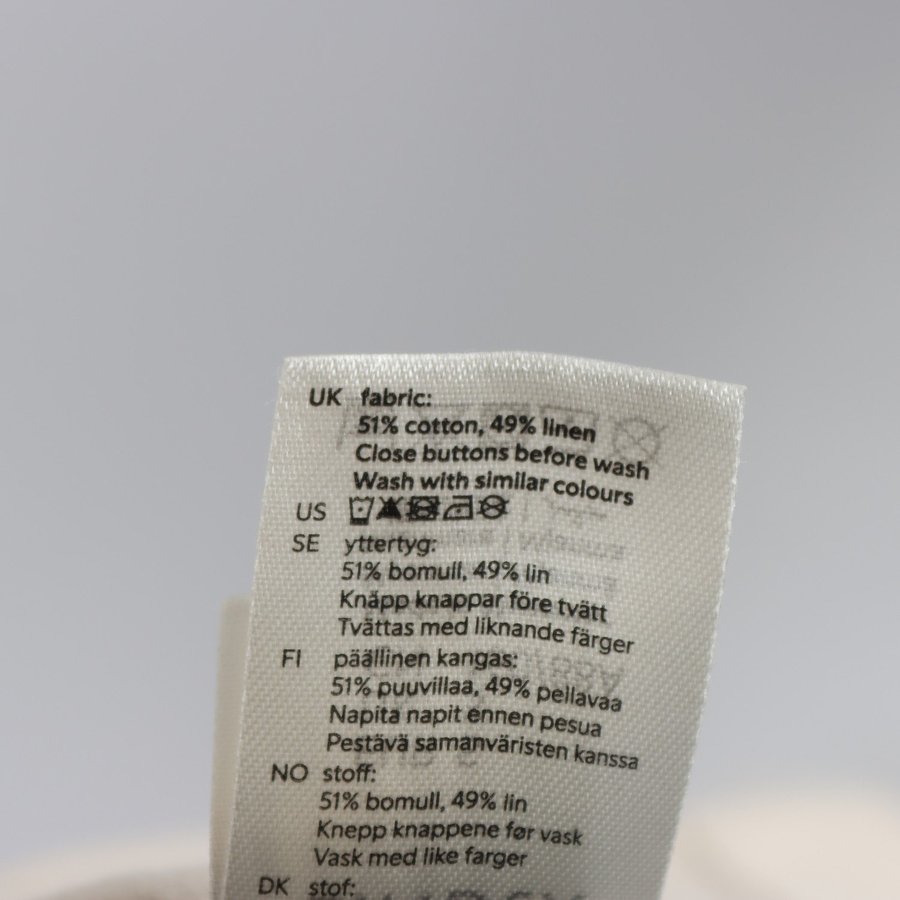 UK fabric:
51% cotton, 49% linen
Close buttons before wash
Wash with similar colours
US
SE yttertyg:
51% bomull, 49% lin
Knäpp knappar före tvätt
Tvättas med liknande färger
FI päällinen kangas:
51% puuvillaa, 49% pellavaa
Napita napit ennen pesua
Pestävä samanväristen kanssa
NO stoff:
51% bomull, 49% lin
Knepp knappene før vask
Vask med like farger
DK stof: